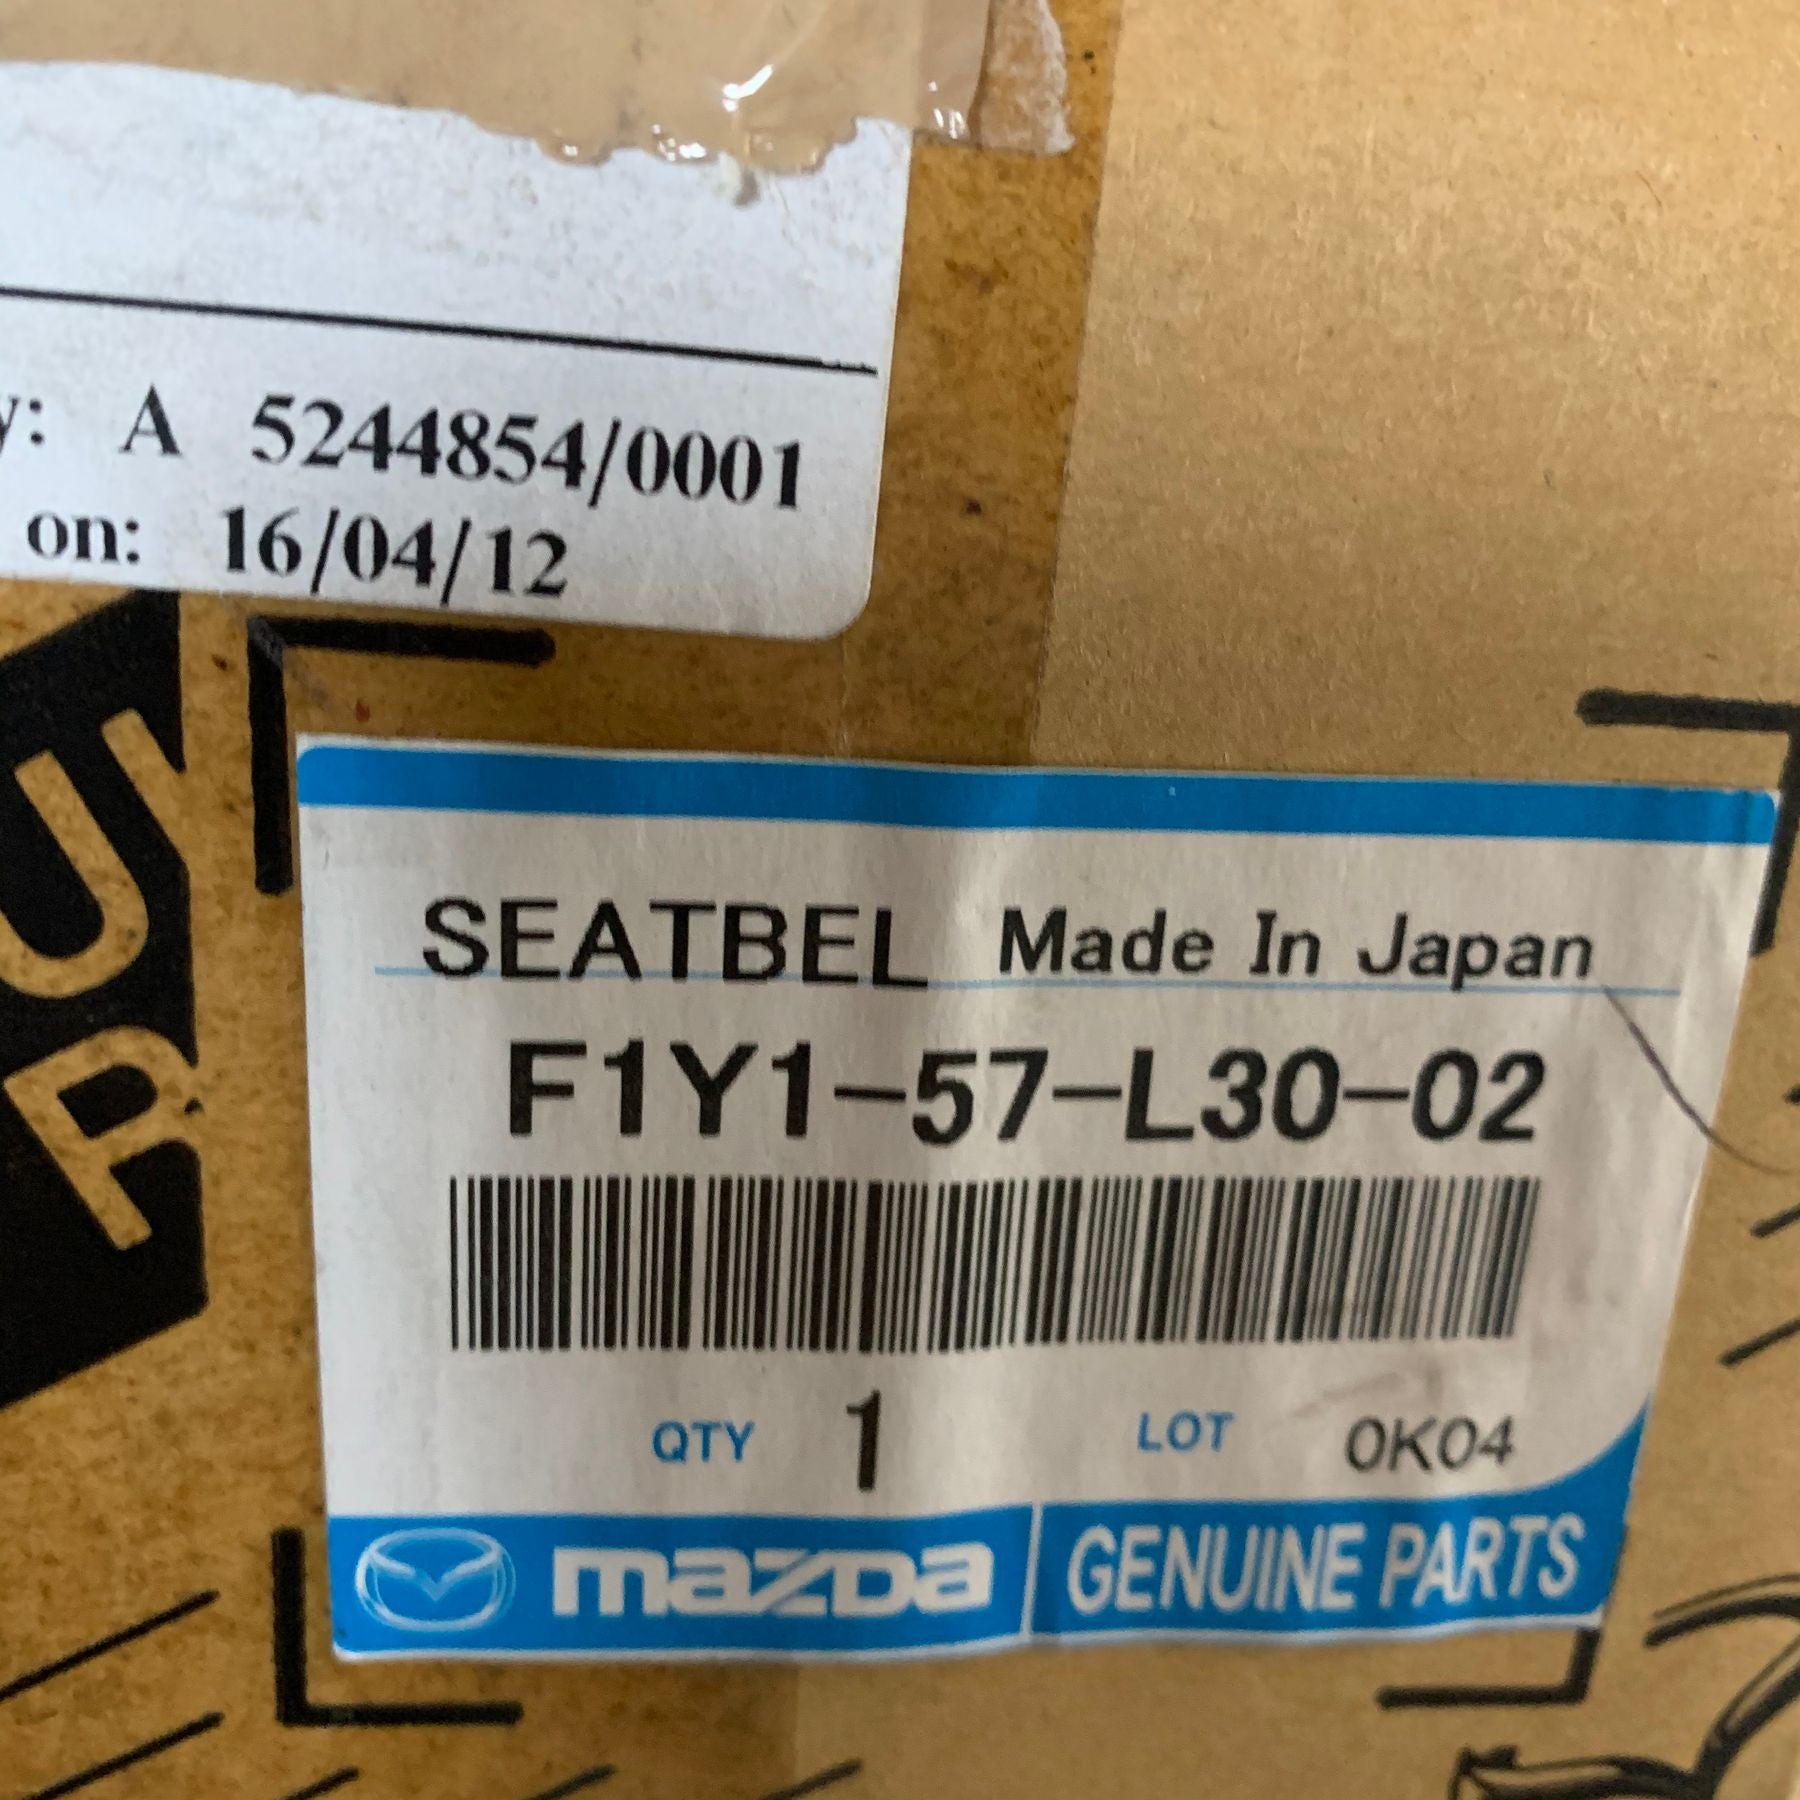 y: A 5244854/0001
on: 16/04/12
SEATBEL Made In Japan
F1Y1-57-L30-02
QTY 1 LOT 0K04
mazda GENUINE PARTS